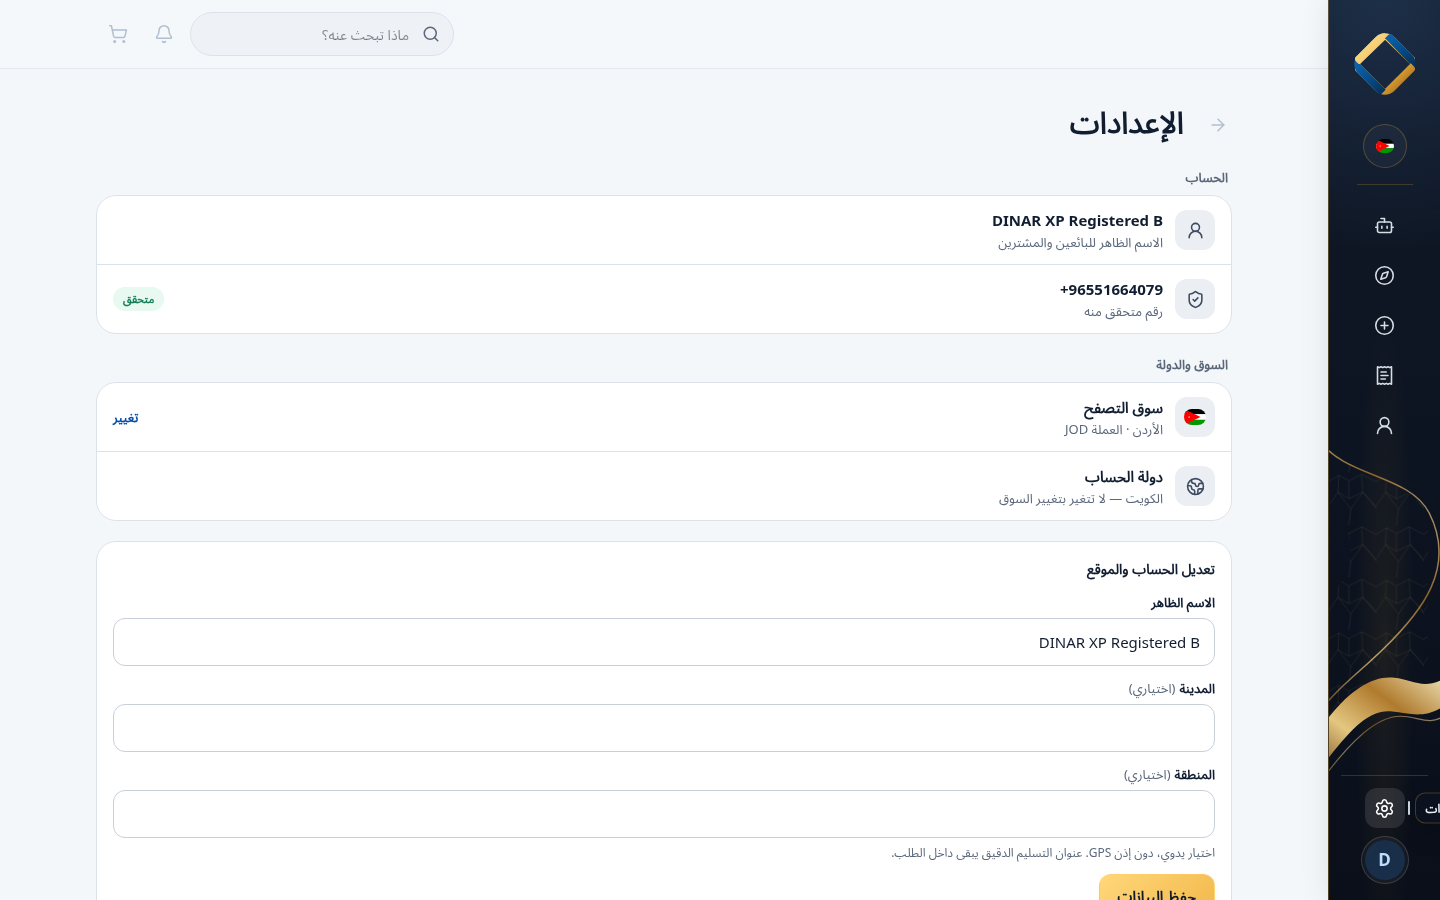 ماذا تبحث عنه؟
الإعدادات
الحساب
DINAR XP Registered B
الاسم الظاهر للبائعين والمشترين
+96551664079
رقم متحقق منه
متحقق
السوق والدولة
سوق التصفح
الأردن · العملة JOD
تغيير
دولة الحساب
الكويت — لا تتغير بتغيير السوق
تعديل الحساب والموقع
الاسم الظاهر
DINAR XP Registered B
المدينة (اختياري)
المنطقة (اختياري)
اختيار يدوي، دون إذن GPS. عنوان التسليم الدقيق يبقى داخل الطلب.
حفظ البيانات
D